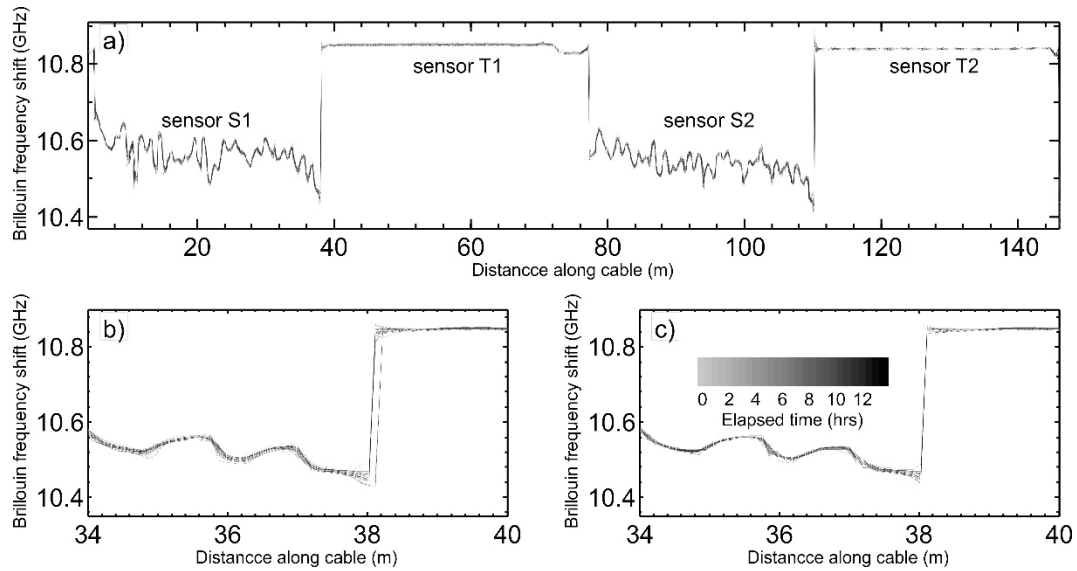 a)
Brillouin frequency shift (GHz)
10.8
10.6
10.4
sensor S1
sensor T1
sensor S2
sensor T2
20 40 60 80 100 120 140
Distancce along cable (m)
b)
Brillouin frequency shift (GHz)
10.8
10.6
10.4
34 36 38 40
Distancce along cable (m)
c)
Brillouin frequency shift (GHz)
10.8
10.6
10.4
0 2 4 6 8 10 12
Elapsed time (hrs)
34 36 38 40
Distancce along cable (m)